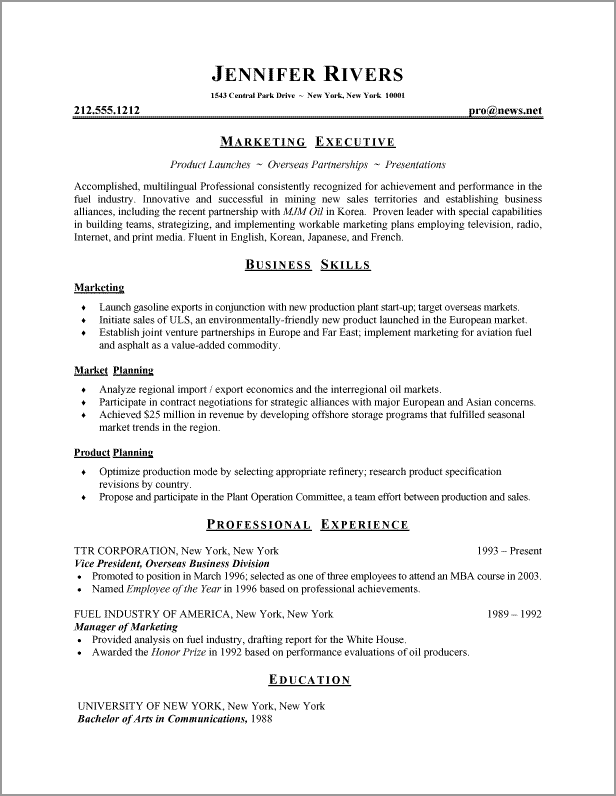 JENNIFER RIVERS
1543 Central Park Drive ~ New York, New York 10001
212.555.1212 pro@news.net
MARKETING EXECUTIVE
Product Launches ~ Overseas Partnerships ~ Presentations
Accomplished, multilingual Professional consistently recognized for achievement and performance in the
fuel industry. Innovative and successful in mining new sales territories and establishing business
alliances, including the recent partnership with MJM Oil in Korea. Proven leader with special capabilities
in building teams, strategizing, and implementing workable marketing plans employing television, radio,
Internet, and print media. Fluent in English, Korean, Japanese, and French.
BUSINESS SKILLS
Marketing
♦ Launch gasoline exports in conjunction with new production plant start-up; target overseas markets.
♦ Initiate sales of ULS, an environmentally-friendly new product launched in the European market.
♦ Establish joint venture partnerships in Europe and Far East; implement marketing for aviation fuel
and asphalt as a value-added commodity.
Market Planning
♦ Analyze regional import / export economics and the interregional oil markets.
♦ Participate in contract negotiations for strategic alliances with major European and Asian concerns.
♦ Achieved $25 million in revenue by developing offshore storage programs that fulfilled seasonal
market trends in the region.
Product Planning
♦ Optimize production mode by selecting appropriate refinery; research product specification
revisions by country.
♦ Propose and participate in the Plant Operation Committee, a team effort between production and sales.
PROFESSIONAL EXPERIENCE
TTR CORPORATION, New York, New York 1993 – Present
Vice President, Overseas Business Division
• Promoted to position in March 1996; selected as one of three employees to attend an MBA course in 2003.
• Named Employee of the Year in 1996 based on professional achievements.
FUEL INDUSTRY OF AMERICA, New York, New York 1989 – 1992
Manager of Marketing
• Provided analysis on fuel industry, drafting report for the White House.
• Awarded the Honor Prize in 1992 based on performance evaluations of oil producers.
EDUCATION
UNIVERSITY OF NEW YORK, New York, New York
Bachelor of Arts in Communications, 1988